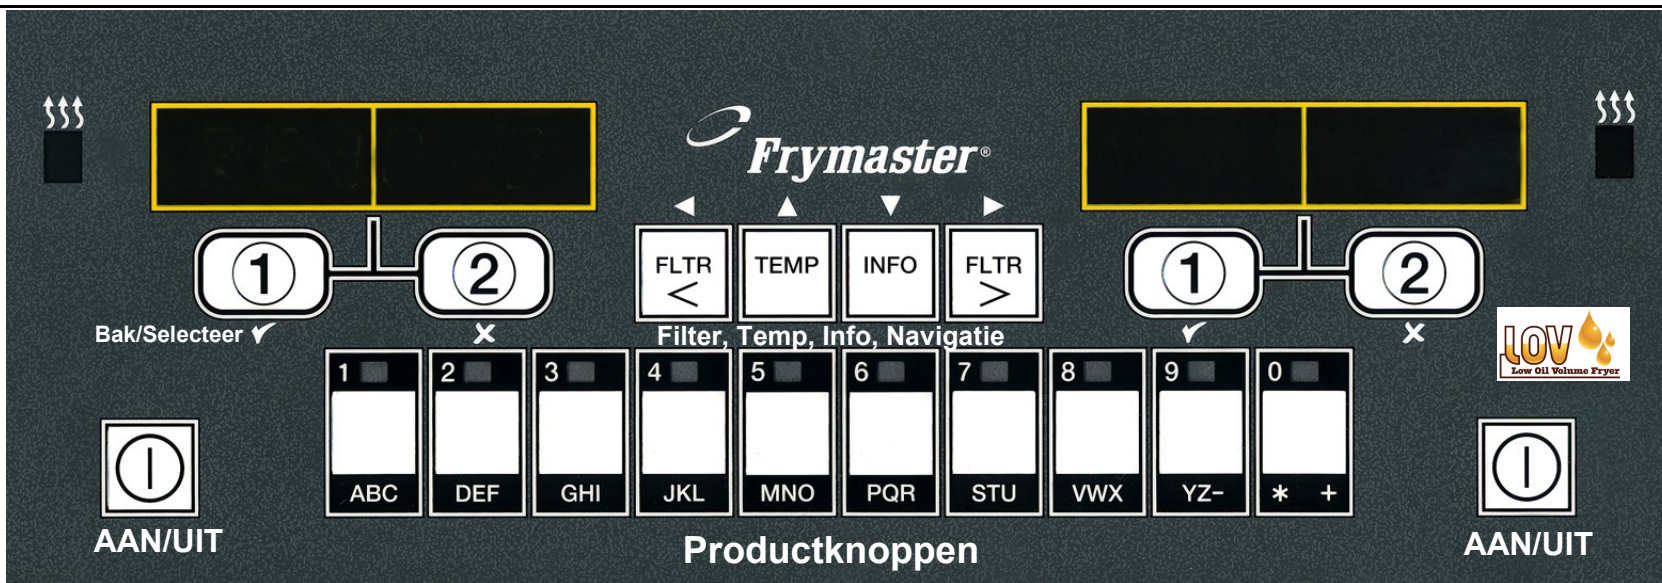 Frymaster®
1 2
FLTR < TEMP INFO FLTR >
1 2
Bak/Selecteer ✓ x
Filter, Temp, Info, Navigatie
✓ x
LOV
Low Oil Volume Fryer
1 2 3 4 5 6 7 8 9 0
ABC DEF GHI JKL MNO PQR STU VWX YZ- * +
AAN/UIT
Productknoppen
AAN/UIT